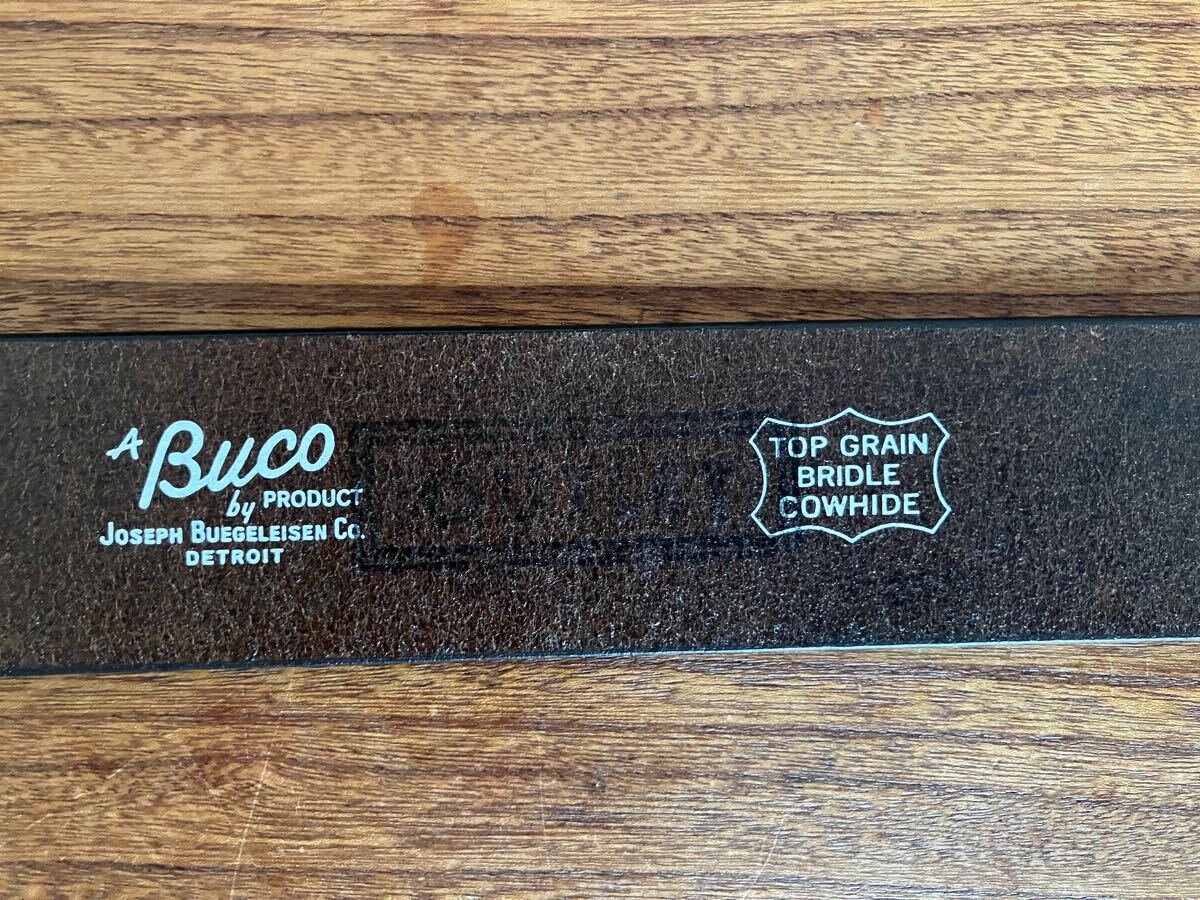 A Buco
by PRODUCT
JOSEPH BUEGELEISEN CO.
DETROIT
TOP GRAIN
BRIDLE
COWHIDE